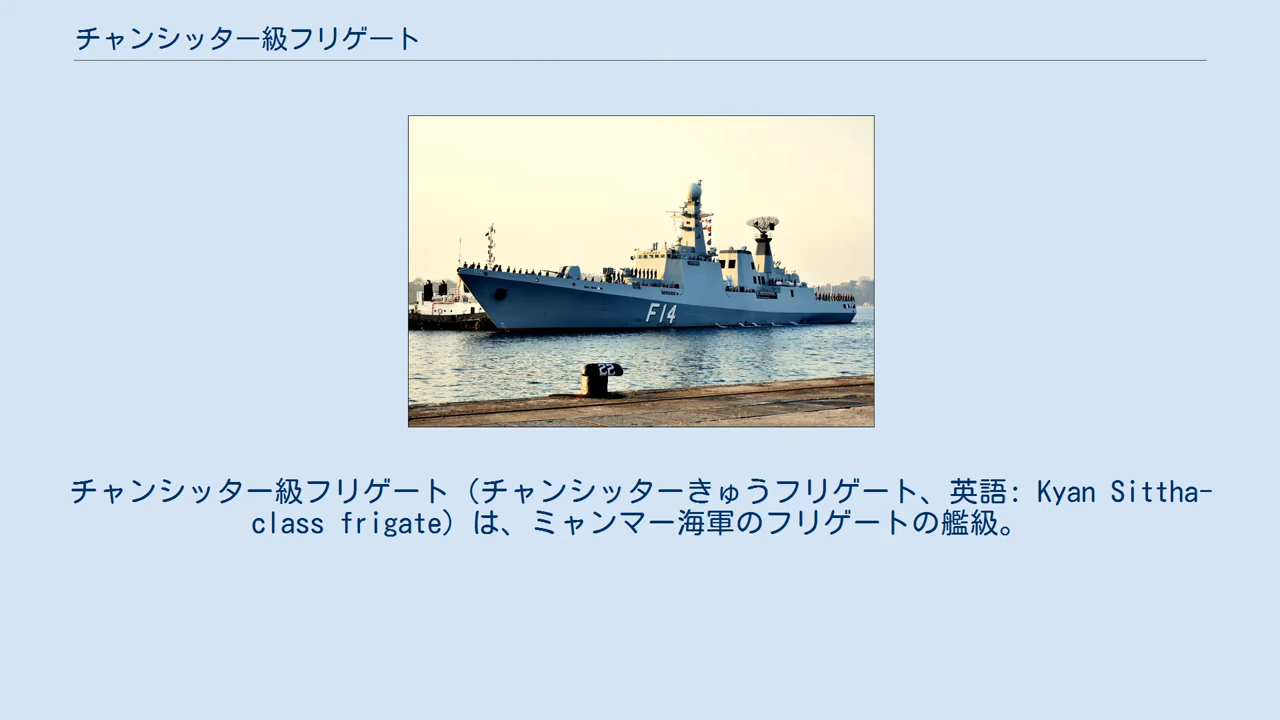 チャンシッター級フリゲート
F14
22
チャンシッター級フリゲート（チャンシッターきゅうフリゲート、英語: Kyan Sittha-
class frigate）は、ミャンマー海軍のフリゲートの艦級。